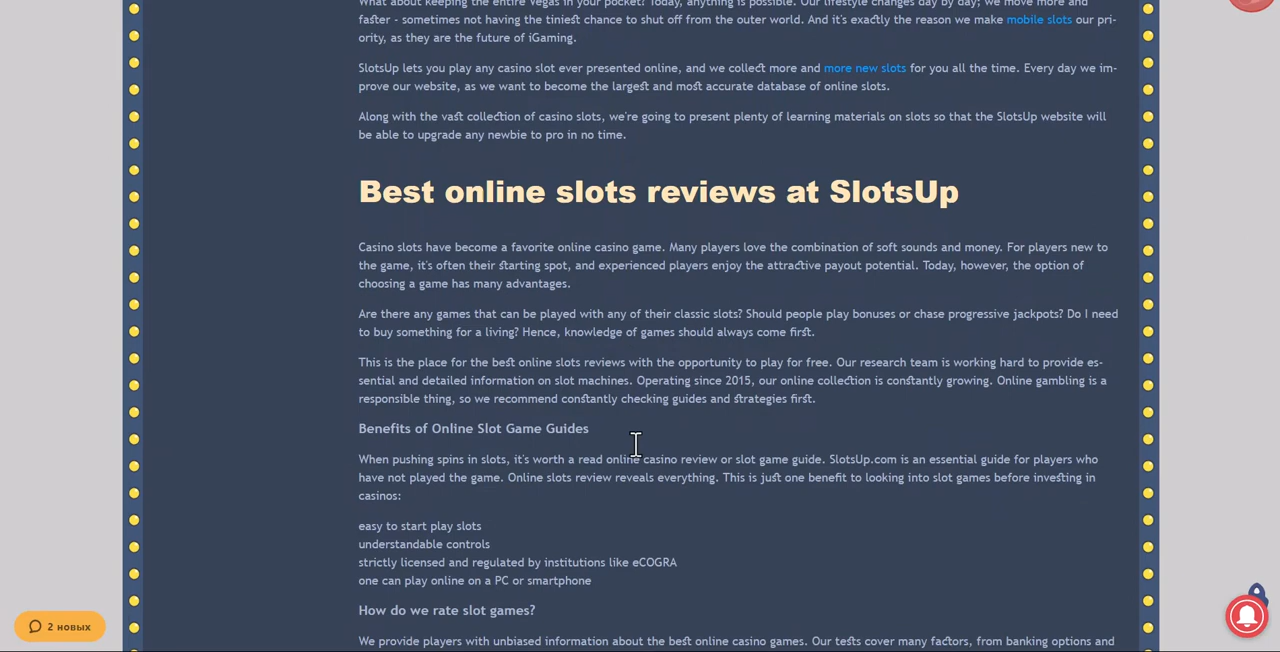 What about keeping the entire Vegas in your pocket? Today, anything is possible. Our lifestyle changes day by day; we move more and
faster - sometimes not having the tiniest chance to shut off from the outer world. And it's exactly the reason we make mobile slots our pri-
ority, as they are the future of iGaming.
SlotsUp lets you play any casino slot ever presented online, and we collect more and more new slots for you all the time. Every day we im-
prove our website, as we want to become the largest and most accurate database of online slots.
Along with the vast collection of casino slots, we're going to present plenty of learning materials on slots so that the SlotsUp website will
be able to upgrade any newbie to pro in no time.
Best online slots reviews at SlotsUp
Casino slots have become a favorite online casino game. Many players love the combination of soft sounds and money. For players new to
the game, it's often their starting spot, and experienced players enjoy the attractive payout potential. Today, however, the option of
choosing a game has many advantages.
Are there any games that can be played with any of their classic slots? Should people play bonuses or chase progressive jackpots? Do I need
to buy something for a living? Hence, knowledge of games should always come first.
This is the place for the best online slots reviews with the opportunity to play for free. Our research team is working hard to provide es-
sential and detailed information on slot machines. Operating since 2015, our online collection is constantly growing. Online gambling is a
responsible thing, so we recommend constantly checking guides and strategies first.
Benefits of Online Slot Game Guides
When pushing spins in slots, it's worth a read online casino review or slot game guide. SlotsUp.com is an essential guide for players who
have not played the game. Online slots review reveals everything. This is just one benefit to looking into slot games before investing in
casinos:
easy to start play slots
understandable controls
strictly licensed and regulated by institutions like eCOGRA
one can play online on a PC or smartphone
How do we rate slot games?
2 новых
We provide players with unbiased information about the best online casino games. Our tests cover many factors, from banking options and